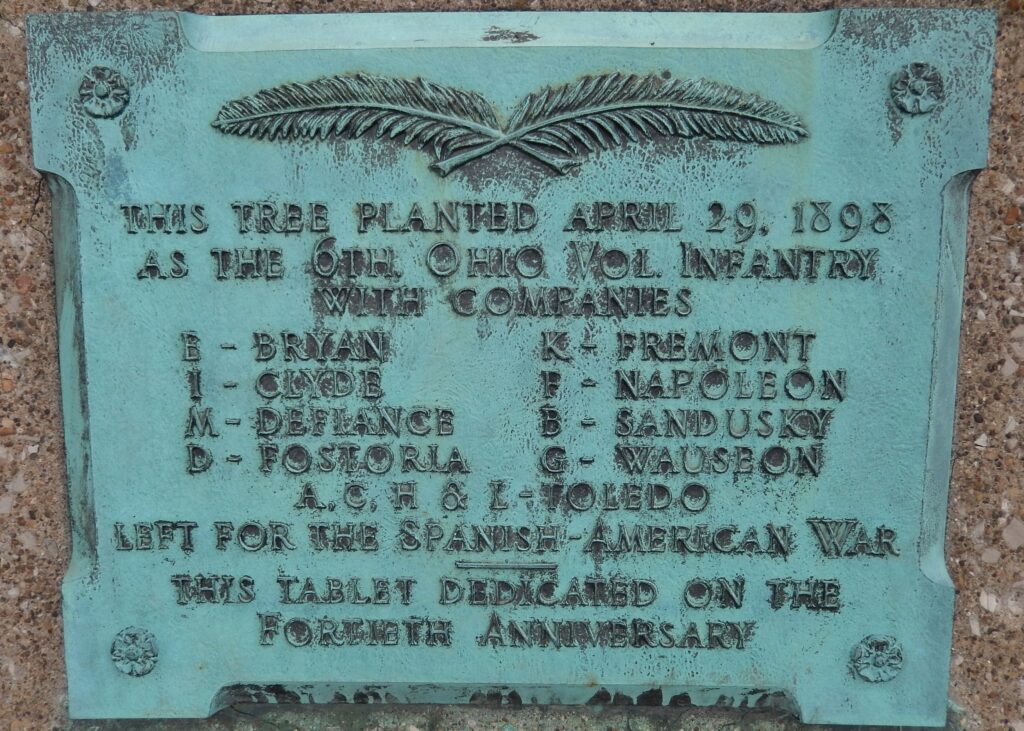 THIS TREE PLANTED APRIL 29, 1898
AS THE 6TH. OHIO VOL. INFANTRY
WITH COMPANIES
E - BRYAN K - FREMONT
I - CLYDE F - NAPOLEON
M - DEFIANCE B - SANDUSKY
D - FOSTORIA G - WAUSEON
A, C, H & L - TOLEDO
LEFT FOR THE SPANISH-AMERICAN WAR
THIS TABLET DEDICATED ON THE
FORTIETH ANNIVERSARY